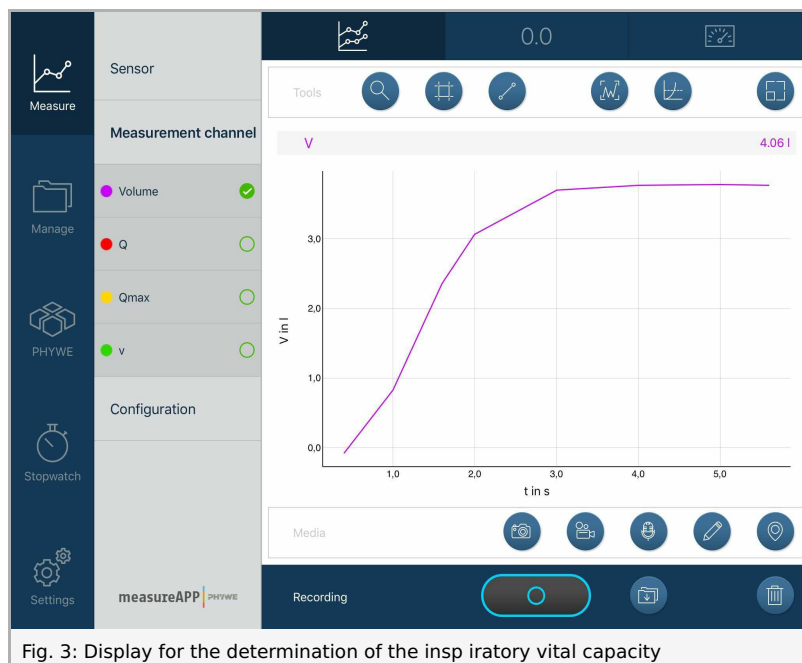 0.0
Measure
Sensor
Tools
Measurement channel
V 4.06 l
Volume
Manage
Q
Qmax
PHYWE
v
Configuration
Stopwatch
V in l
3,0
2,0
1,0
0,0
1,0 2,0 3,0 4,0 5,0
t in s
Media
Settings
measureAPP PHYWE
Recording
Fig. 3: Display for the determination of the insp iratory vital capacity